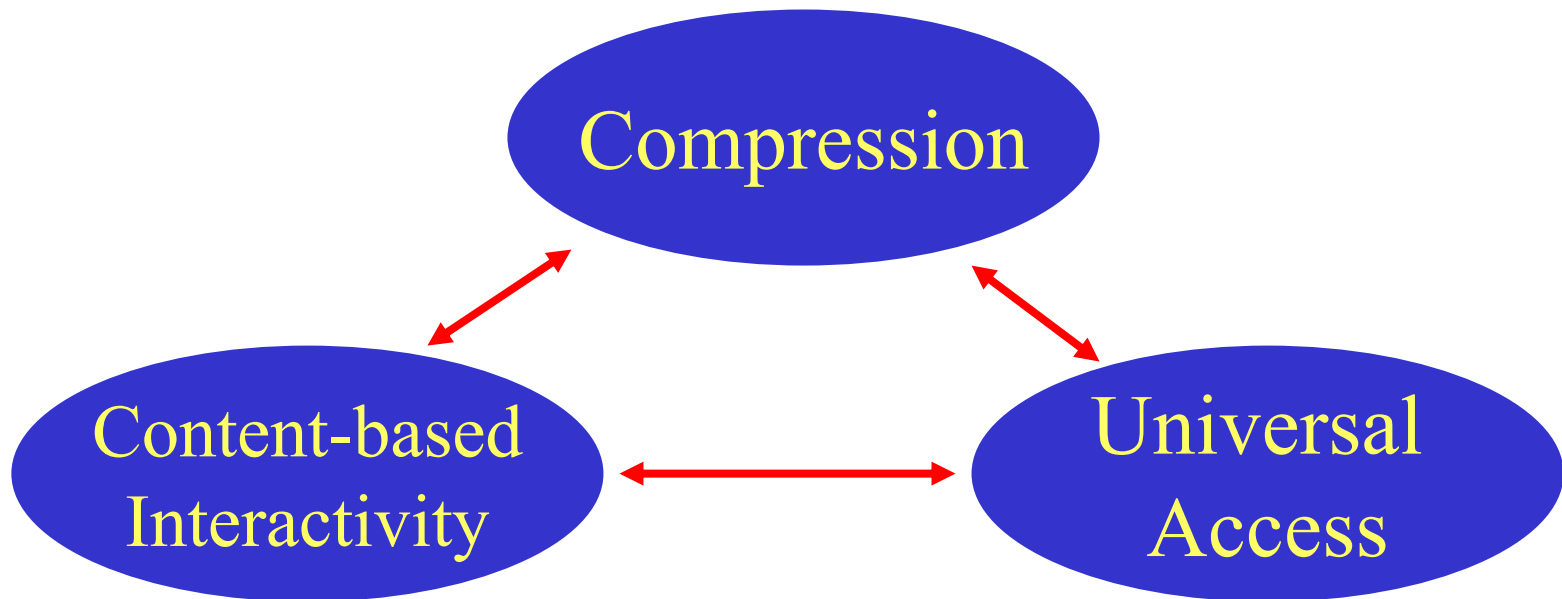 Compression
Content-based
Interactivity
Universal
Access